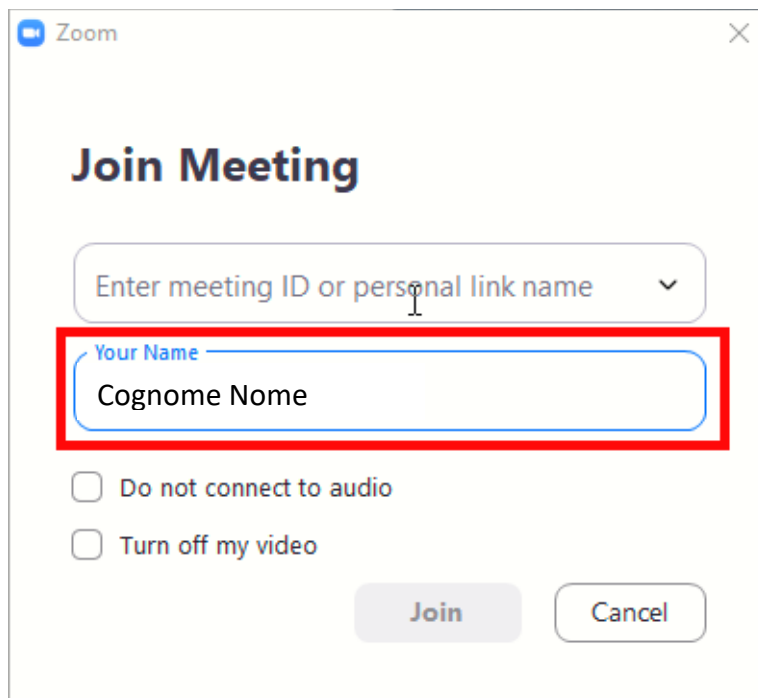 Zoom
Join Meeting
Enter meeting ID or personal link name
Your Name
Cognome Nome
Do not connect to audio
Turn off my video
Join Cancel